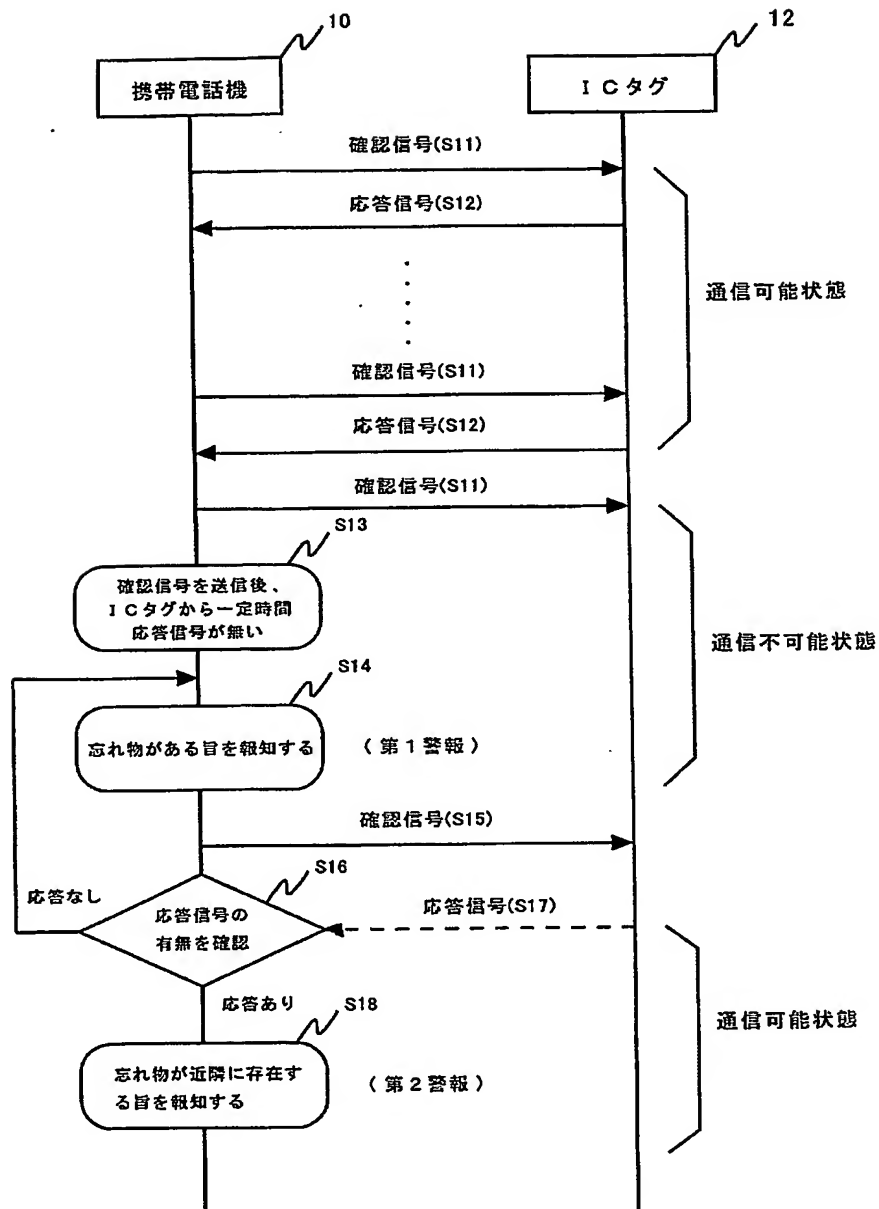 10
12
携帯電話機
ICタグ
確認信号(S11)
応答信号(S12)
通信可能状態
確認信号(S11)
応答信号(S12)
確認信号(S11)
S13
確認信号を送信後、
ICタグから一定時間
応答信号が無い
通信不可能状態
S14
忘れ物がある旨を報知する
(第1警報)
確認信号(S15)
S16
応答なし
応答信号の
有無を確認
応答信号(S17)
応答あり
S18
通信可能状態
忘れ物が近隣に存在す
る旨を報知する
(第2警報)